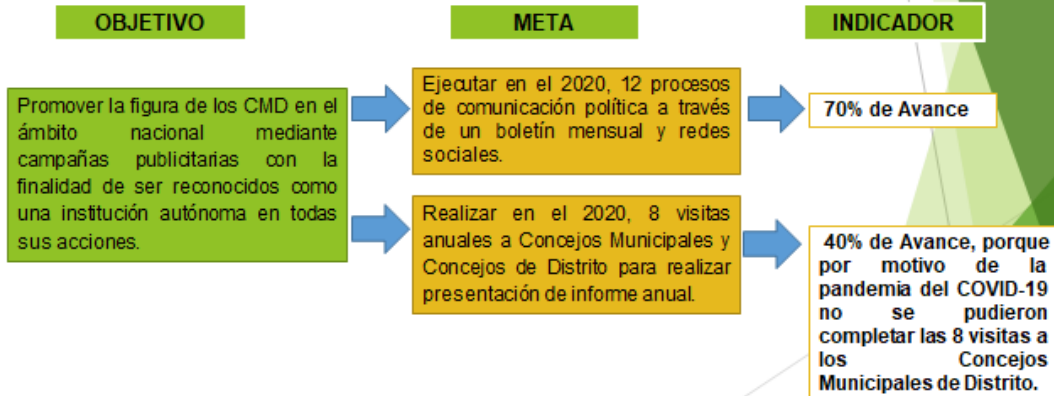 OBJETIVO
META
INDICADOR
Promover la figura de los CMD en el
ámbito nacional mediante
campañas publicitarias con la
finalidad de ser reconocidos como
una institución autónoma en todas
sus acciones.
Ejecutar en el 2020, 12 procesos
de comunicación política a través
de un boletín mensual y redes
sociales.
70% de Avance
Realizar en el 2020, 8 visitas
anuales a Concejos Municipales y
Concejos de Distrito para realizar
presentación de informe anual.
40% de Avance, porque
por motivo de la
pandemia del COVID-19
no se pudieron
completar las 8 visitas a
los Concejos
Municipales de Distrito.